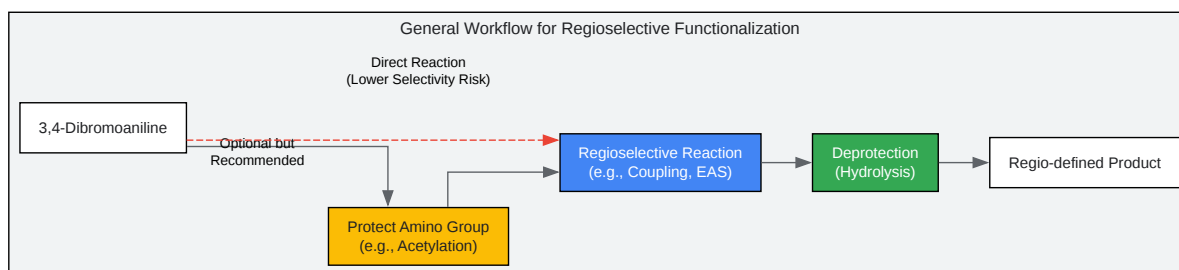 General Workflow for Regioselective Functionalization
Direct Reaction
(Lower Selectivity Risk)
3,4-Dibromoaniline
Optional but
Recommended
Regioselective Reaction
(e.g., Coupling, EAS)
Deprotection
(Hydrolysis)
Regio-defined Product
Protect Amino Group
(e.g., Acetylation)